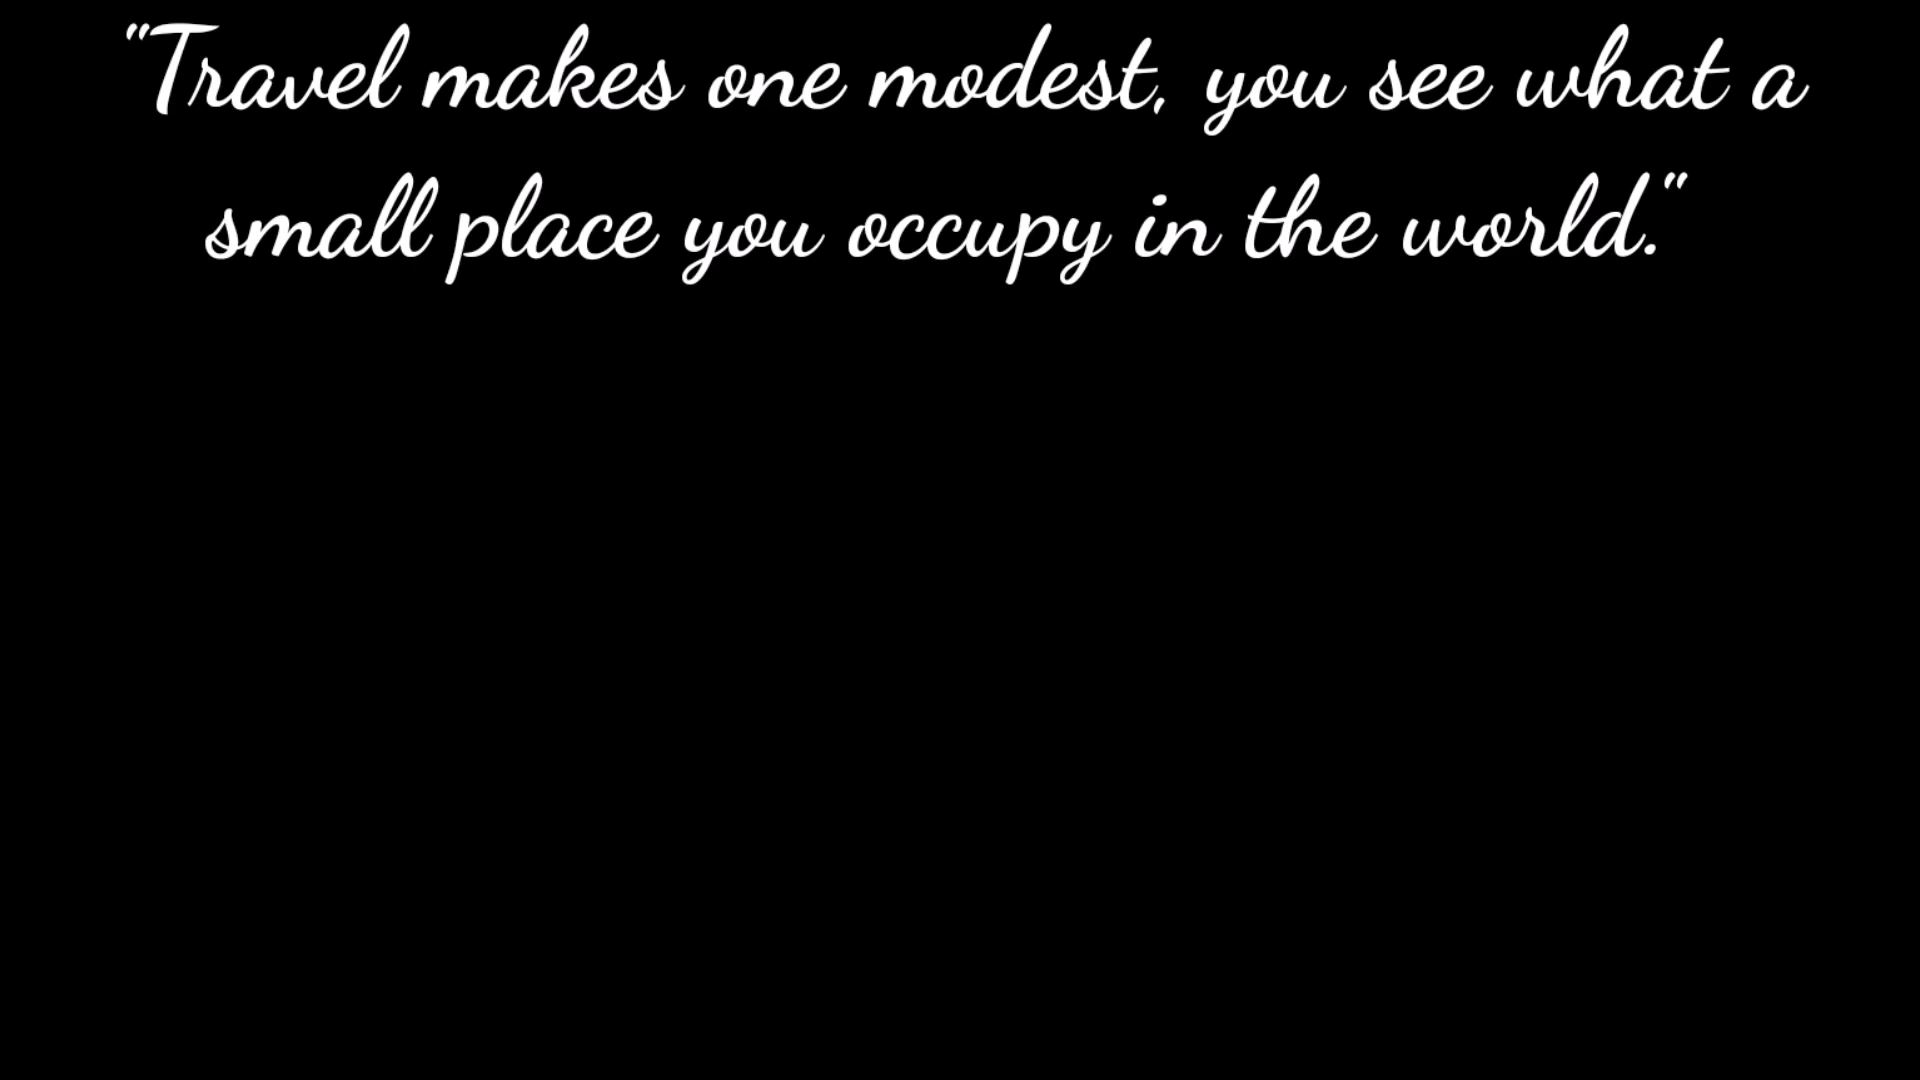 “Travel makes one modest, you see what a
small place you occupy in the world.“